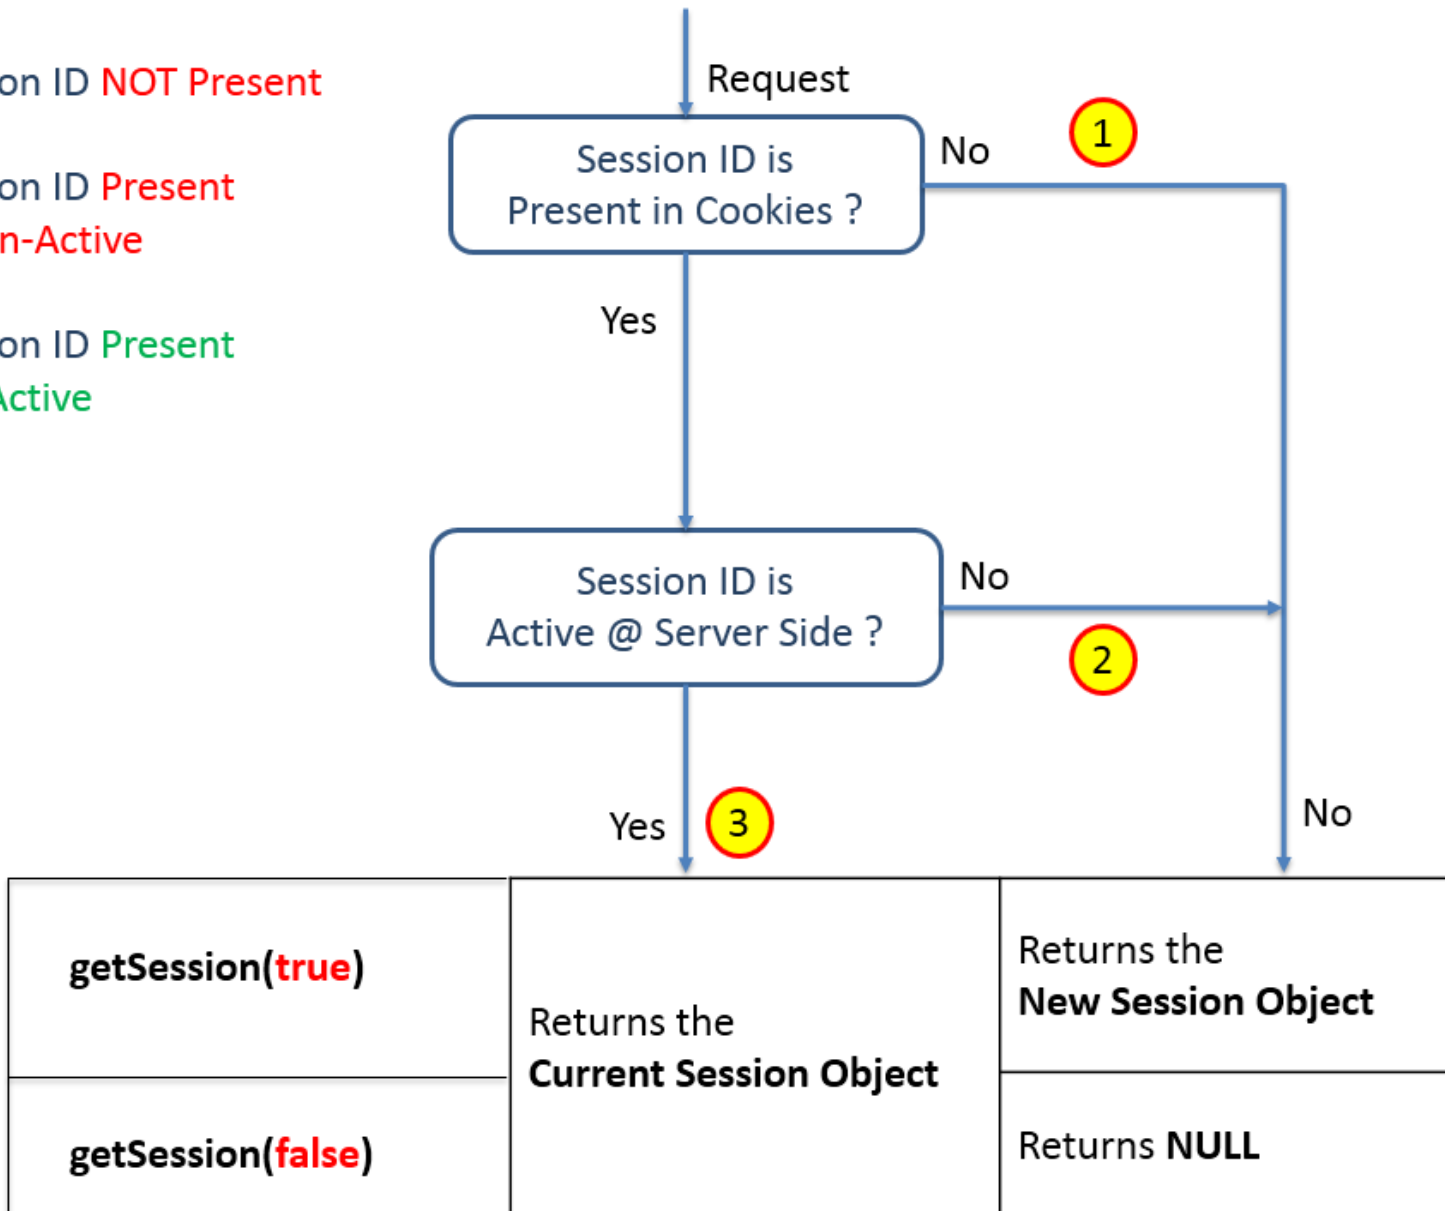 on ID NOT Present
on ID Present
n-Active
on ID Present
Active
Request
Session ID is
Present in Cookies ?
No
1
Yes
Session ID is
Active @ Server Side ?
No
2
Yes
3
No
getSession(true)
Returns the
Current Session Object
Returns the
New Session Object
getSession(false)
Returns NULL